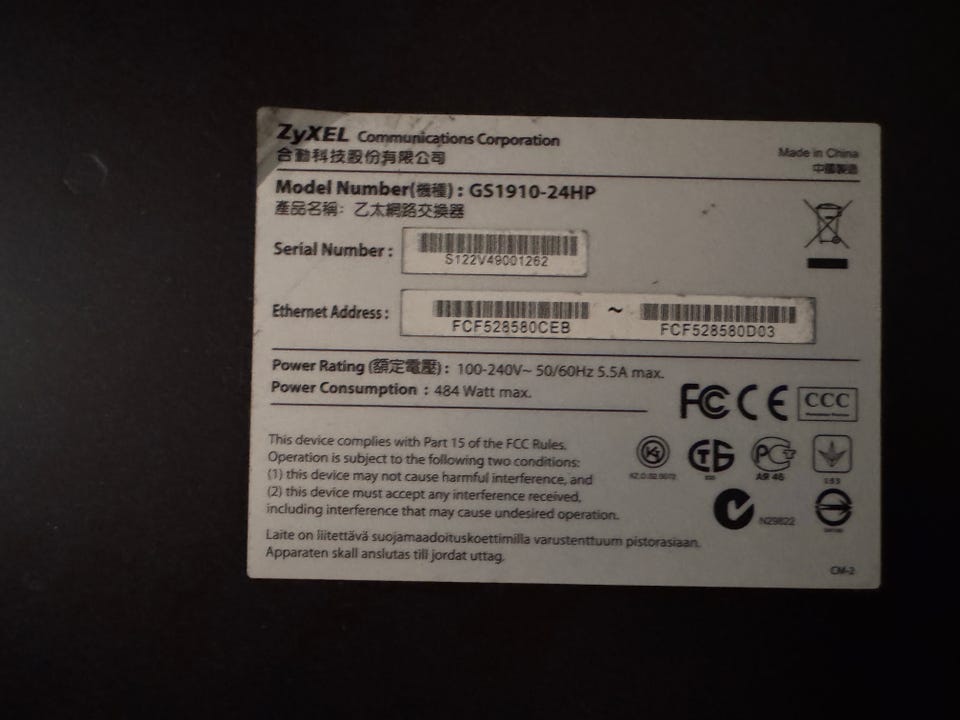 ZyXEL Communications Corporation
合勤科技股份有限公司
Made in China
中國製造
Model Number(機種) : GS1910-24HP
產品名稱: 乙太網路交換器
Serial Number :
S122V49001262
Ethernet Address :
FCF528580CEB ~ FCF528580D03
Power Rating (額定電壓) : 100-240V~ 50/60Hz 5.5A max.
Power Consumption : 484 Watt max.
FC CE CCC
This device complies with Part 15 of the FCC Rules.
Operation is subject to the following two conditions:
(1) this device may not cause harmful interference, and
(2) this device must accept any interference received,
including interference that may cause undesired operation.
АЯ 46
N29822
Laite on liitettävä suojamaadoituskoettimilla varustenttuum pistorasiaan.
Apparaten skall anslutas till jordat uttag.
CM-2